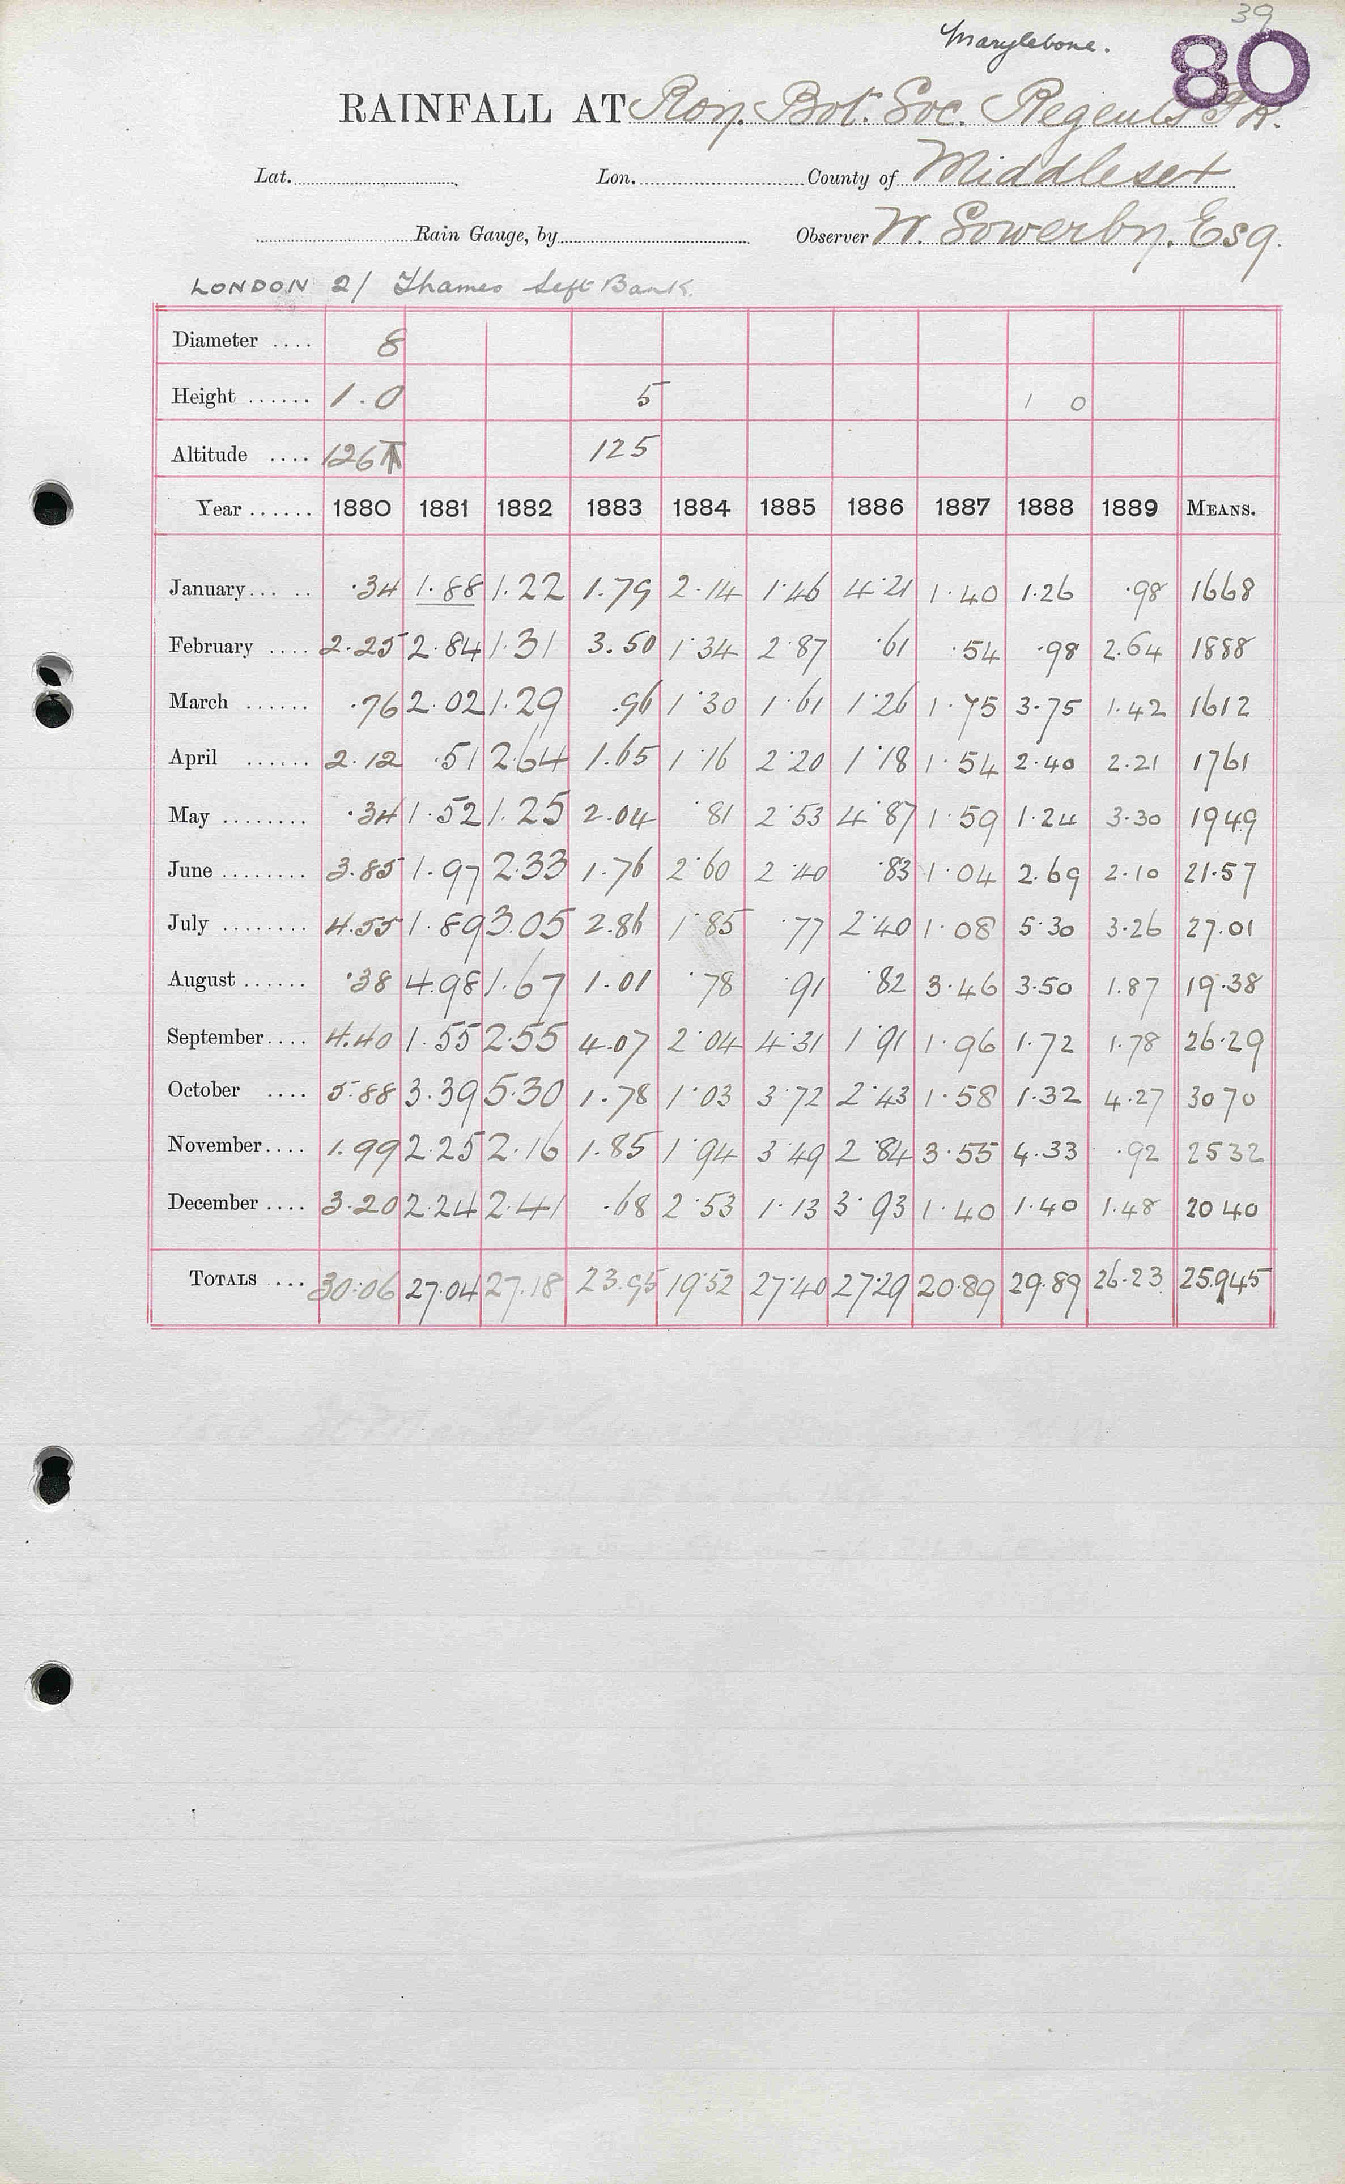 39
Marylebone.
80
RAINFALL AT Roy. Bot. Soc. Regents Pk.
Lat. Lon. County of Middlesex
Rain Gauge, by Observer W. Sowerby, Esq.
LONDON 2/ Thames Left Bank
Diameter .... 8
Height ...... 1.0 5 1 0
Altitude .... 126 T 125
Year ...... 1880 1881 1882 1883 1884 1885 1886 1887 1888 1889 MEANS.
January... .. .34 1.88 1.22 1.79 2.14 1.46 4.21 1.40 1.26 .98 1668
February .... 2.25 2.84 1.31 3.50 1.34 2.87 .61 .54 .98 2.64 1888
March ...... .76 2.02 1.29 .96 1.30 1.61 1.26 1.75 3.75 1.42 1612
April ...... 2.12 .51 2.64 1.65 1.16 2.20 1.18 1.54 2.40 2.21 1761
May ........ .34 1.52 1.25 2.04 .81 2.53 4.87 1.59 1.24 3.30 1949
June ........ 3.85 1.97 2.33 1.76 2.60 2.40 .83 1.04 2.69 2.10 21.57
July ........ 4.55 1.89 3.05 2.86 1.85 .77 2.40 1.08 5.30 3.26 27.01
August ...... .38 4.98 1.67 1.01 .78 .91 .82 3.46 3.50 1.87 19.38
September.... 4.40 1.55 2.55 4.07 2.04 4.31 1.91 1.96 1.72 1.78 26.29
October .... 5.88 3.39 5.30 1.78 1.03 3.72 2.43 1.58 1.32 4.27 3070
November.... 1.99 2.25 2.16 1.85 1.94 3.49 2.84 3.55 4.33 .92 2532
December .... 3.20 2.24 2.41 .68 2.53 1.13 3.93 1.40 1.40 1.48 2040
TOTALS ... 30.06 27.04 27.18 23.95 19.52 27.40 27.29 20.89 29.89 26.23 25.945